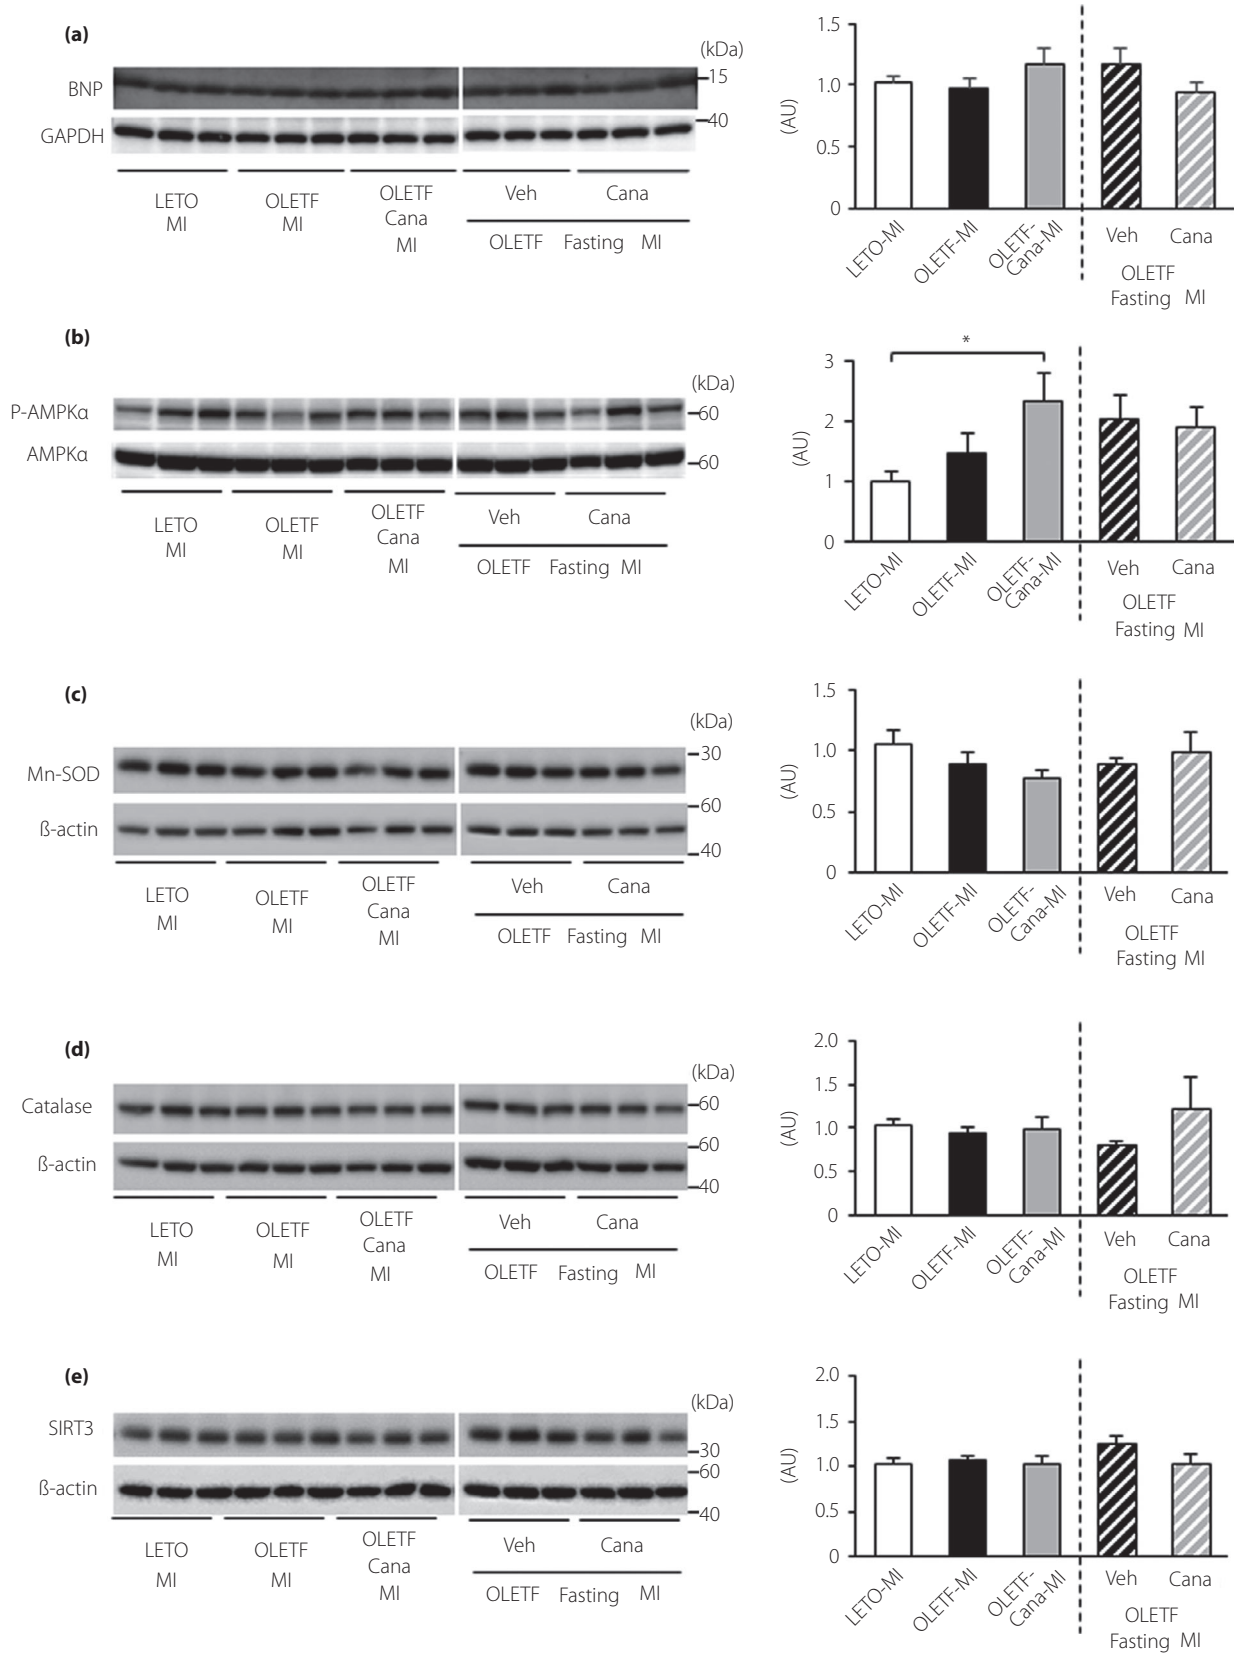 (a)
(kDa)
BNP
15
GAPDH
40
LETO
MI
OLETF
MI
OLETF
Cana
MI
Veh
Cana
OLETF Fasting MI
1.5
1.0
0.5
0
(AU)
LETO-MI
OLETF-MI
OLETF-
Cana-MI
Veh
Cana
OLETF
Fasting MI
(b)
(kDa)
P-AMPKα
60
AMPKα
60
LETO
MI
OLETF
MI
OLETF
Cana
MI
Veh
Cana
OLETF Fasting MI
3
2
1
0
(AU)
*
LETO-MI
OLETF-MI
OLETF-
Cana-MI
Veh
Cana
OLETF
Fasting MI
(c)
(kDa)
Mn-SOD
30
60
ß-actin
40
LETO
MI
OLETF
MI
OLETF
Cana
MI
Veh
Cana
OLETF Fasting MI
1.5
1.0
0.5
0
(AU)
LETO-MI
OLETF-MI
OLETF-
Cana-MI
Veh
Cana
OLETF
Fasting MI
(d)
(kDa)
Catalase
60
60
ß-actin
40
LETO
MI
OLETF
MI
OLETF
Cana
MI
Veh
Cana
OLETF Fasting MI
2.0
1.5
1.0
0.5
0
(AU)
LETO-MI
OLETF-MI
OLETF-
Cana-MI
Veh
Cana
OLETF
Fasting MI
(e)
(kDa)
SIRT3
30
60
ß-actin
40
LETO
MI
OLETF
MI
OLETF
Cana
MI
Veh
Cana
OLETF Fasting MI
2.0
1.5
1.0
0.5
0
(AU)
LETO-MI
OLETF-MI
OLETF-
Cana-MI
Veh
Cana
OLETF
Fasting MI